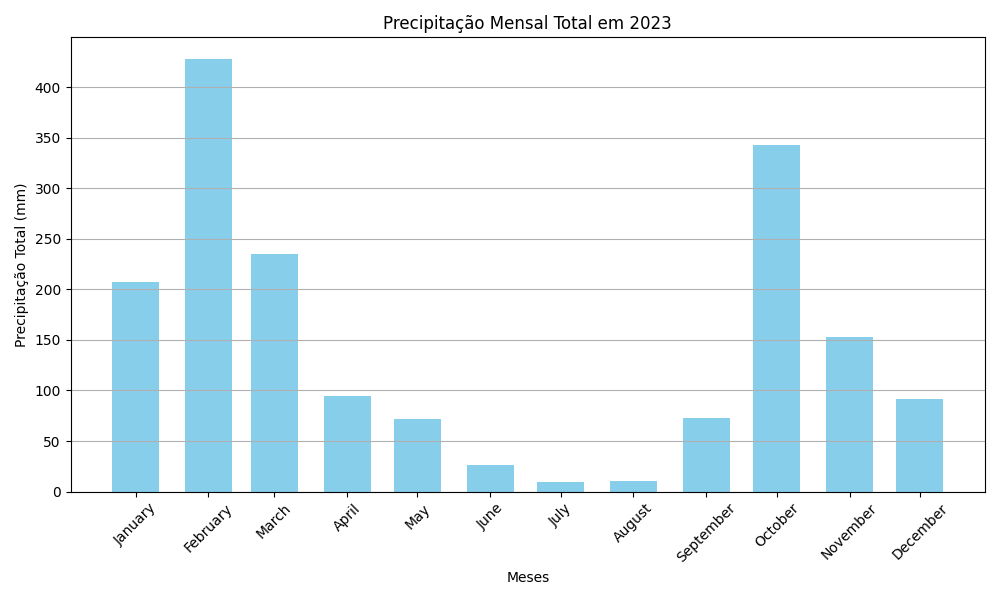 Precipitação Mensal Total em 2023
Precipitação Total (mm)
400
350
300
250
200
150
100
50
0
January
February
March
April
May
June
July
August
September
October
November
December
Meses